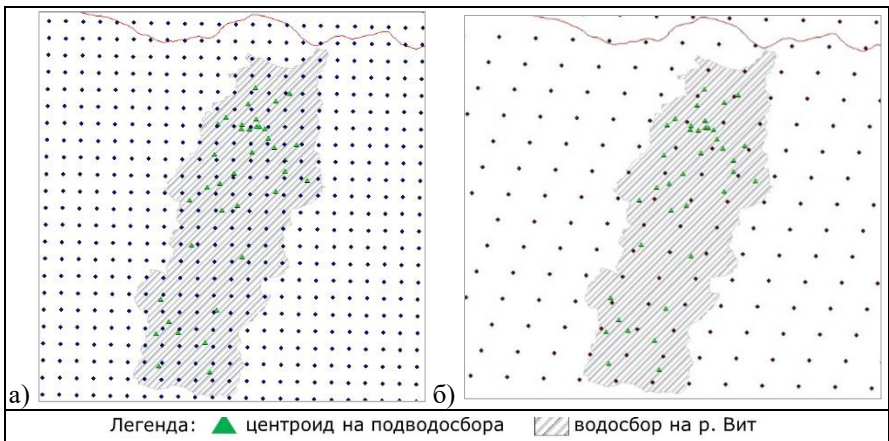 а)
б)
Легенда: центроид на подводосбора водосбор на р. Вит